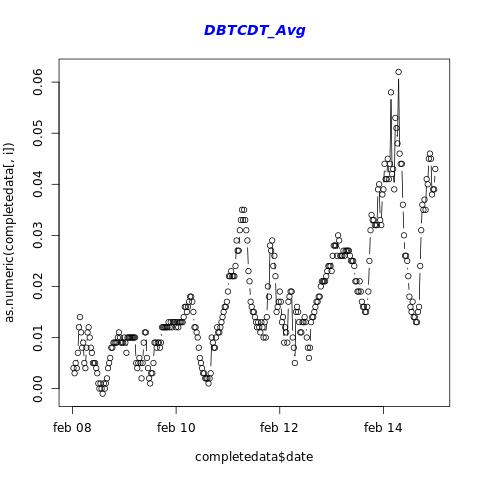 DBTCDT_Avg
as.numeric(completedata[, i])
0.06
0.05
0.04
0.03
0.02
0.01
0.00
feb 08
feb 10
feb 12
feb 14
completedata$date